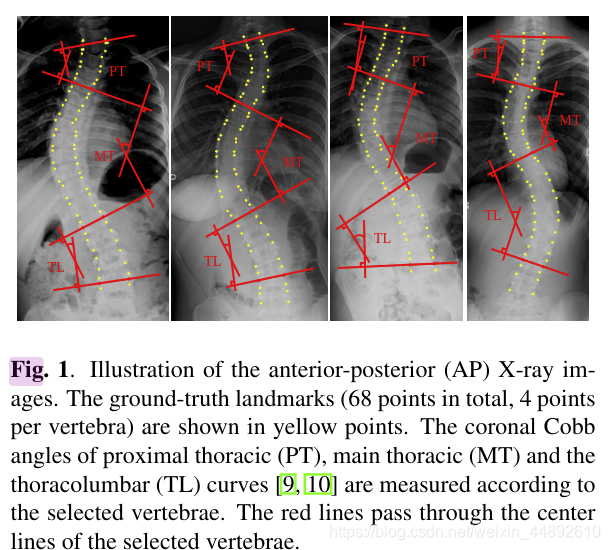 PT
PT
PT
PT
MT
MT
MT
MT
TL
TL
TL
TL
Fig. 1. Illustration of the anterior-posterior (AP) X-ray im-
ages. The ground-truth landmarks (68 points in total, 4 points
per vertebra) are shown in yellow points. The coronal Cobb
angles of proximal thoracic (PT), main thoracic (MT) and the
thoracolumbar (TL) curves [9, 10] are measured according to
the selected vertebrae. The red lines pass through the center
lines of the selected vertebrae.
https://blog.csdn.net/weixin_44892610